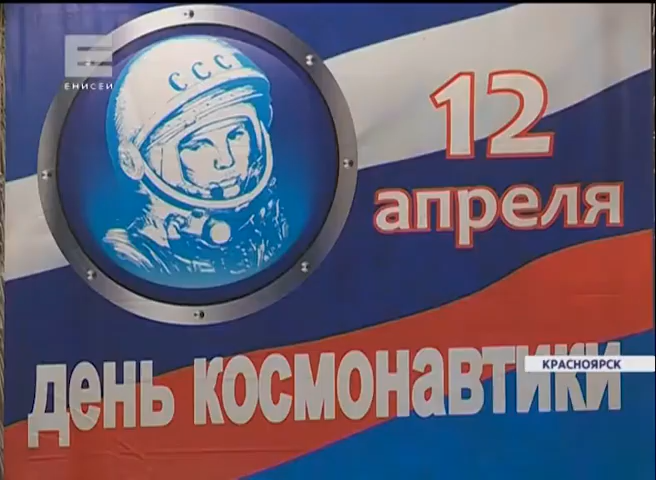 ЕНИСЕЙ
ССС
12
апреля
КРАСНОЯРСК
день космонавтики